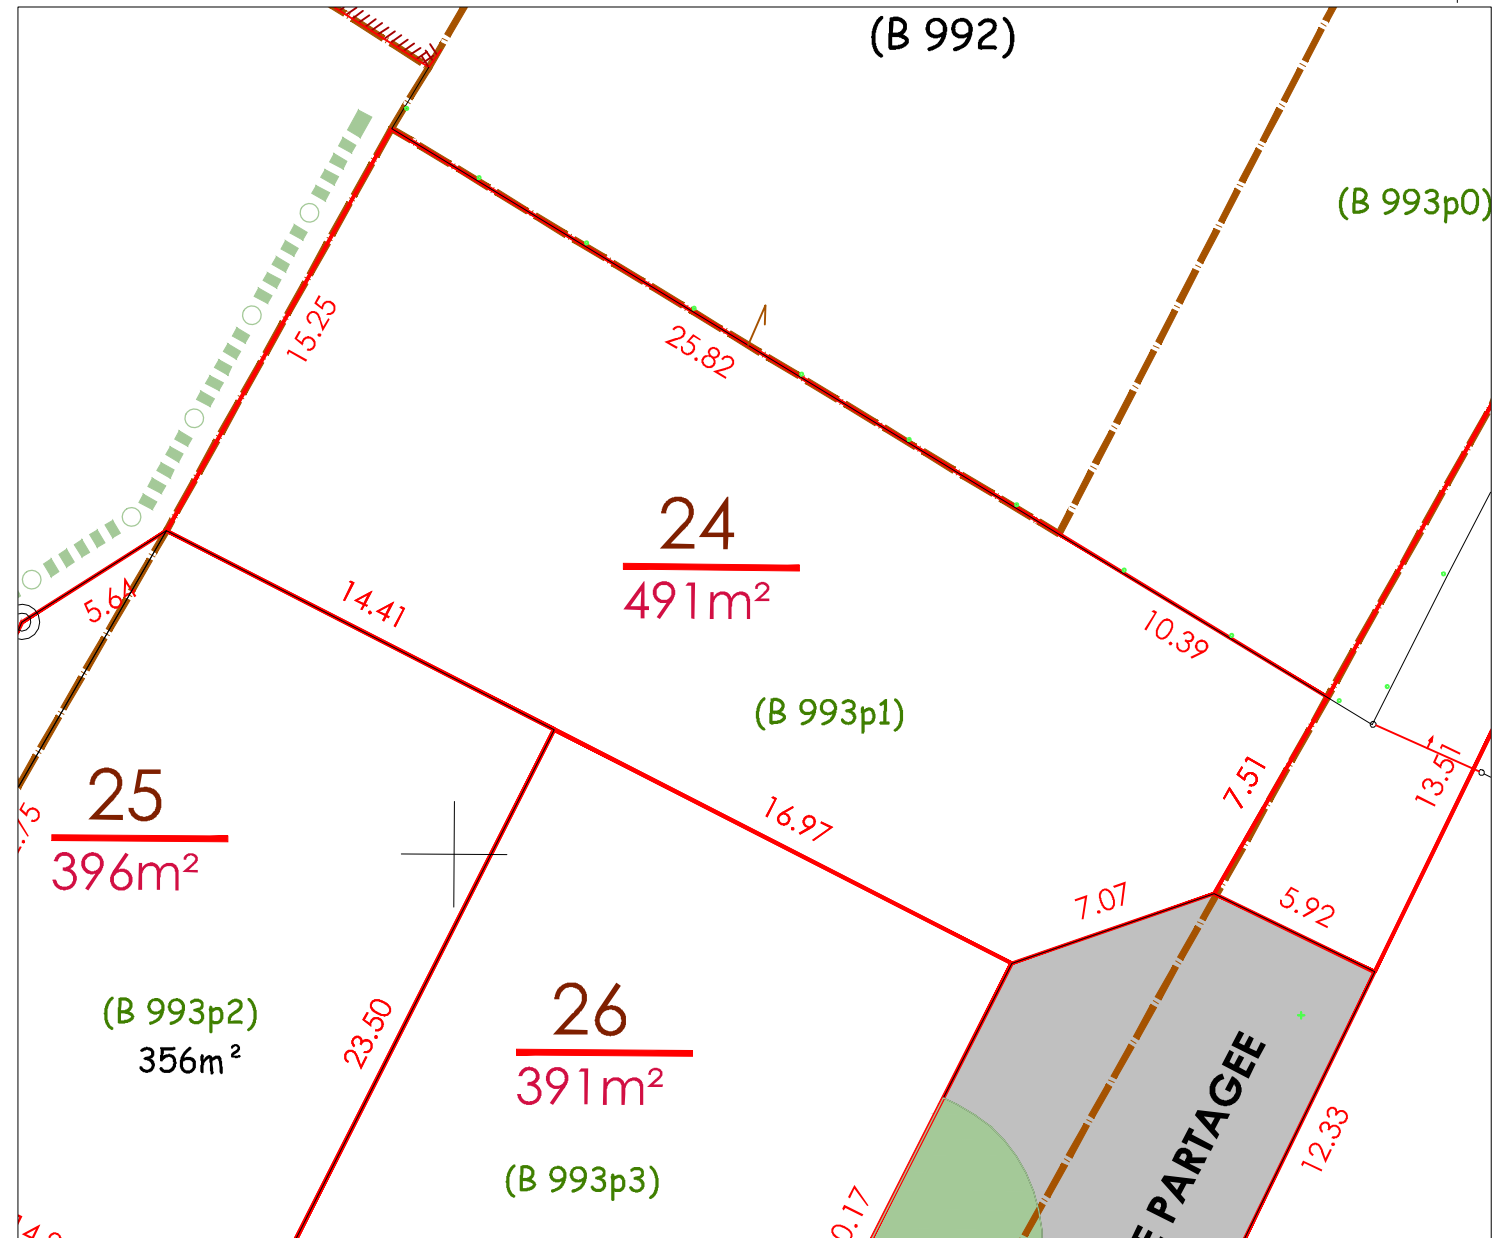 (B 992)
(B 993p0)
15.25
25.82
24
491m²
5.64
14.41
10.39
(B 993p1)
7.51
13.51
25
396m²
16.97
7.07
5.92
(B 993p2)
356m²
23.50
26
391m²
(B 993p3)
PARTAGEE
12.33